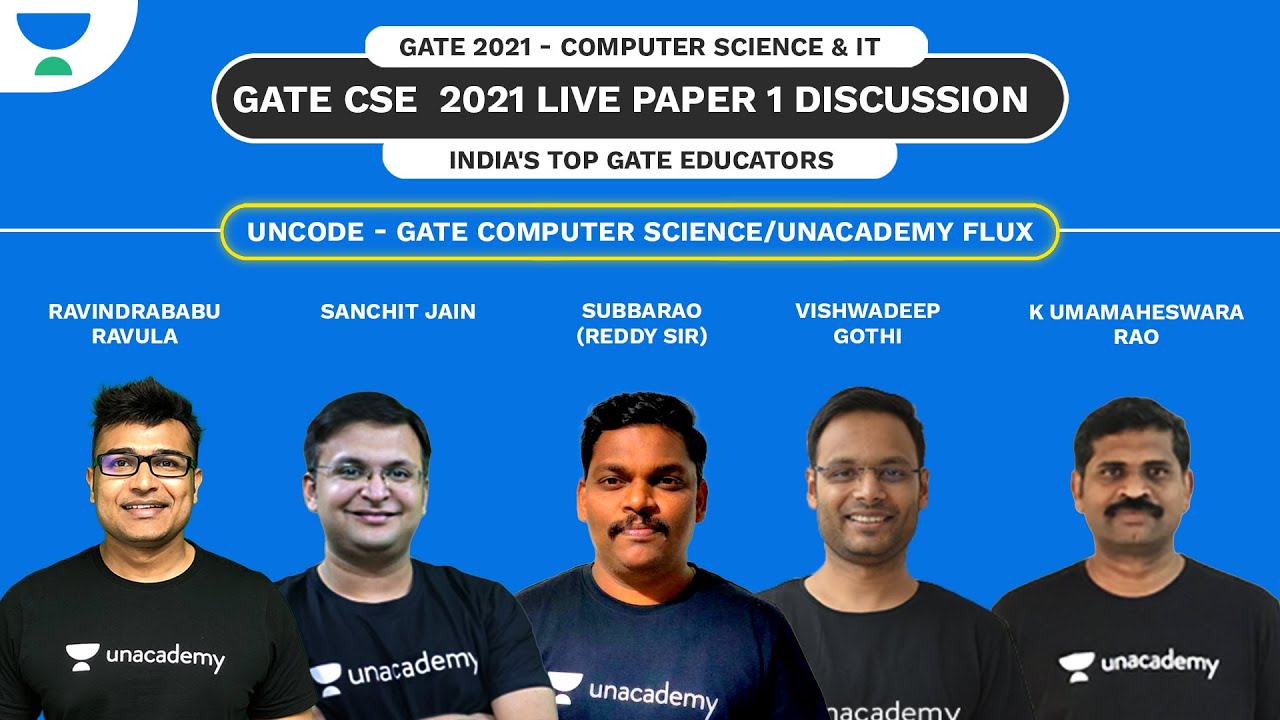 GATE 2021 - COMPUTER SCIENCE & IT
GATE CSE 2021 LIVE PAPER 1 DISCUSSION
INDIA'S TOP GATE EDUCATORS
UNCODE - GATE COMPUTER SCIENCE/UNACADEMY FLUX
RAVINDRABABU
RAVULA
SANCHIT JAIN
SUBBARAO
(REDDY SIR)
VISHWADEEP
GOTHI
K UMAMAHESWARA
RAO
unacademy
unacademy
unacademy
unacademy
unacademy